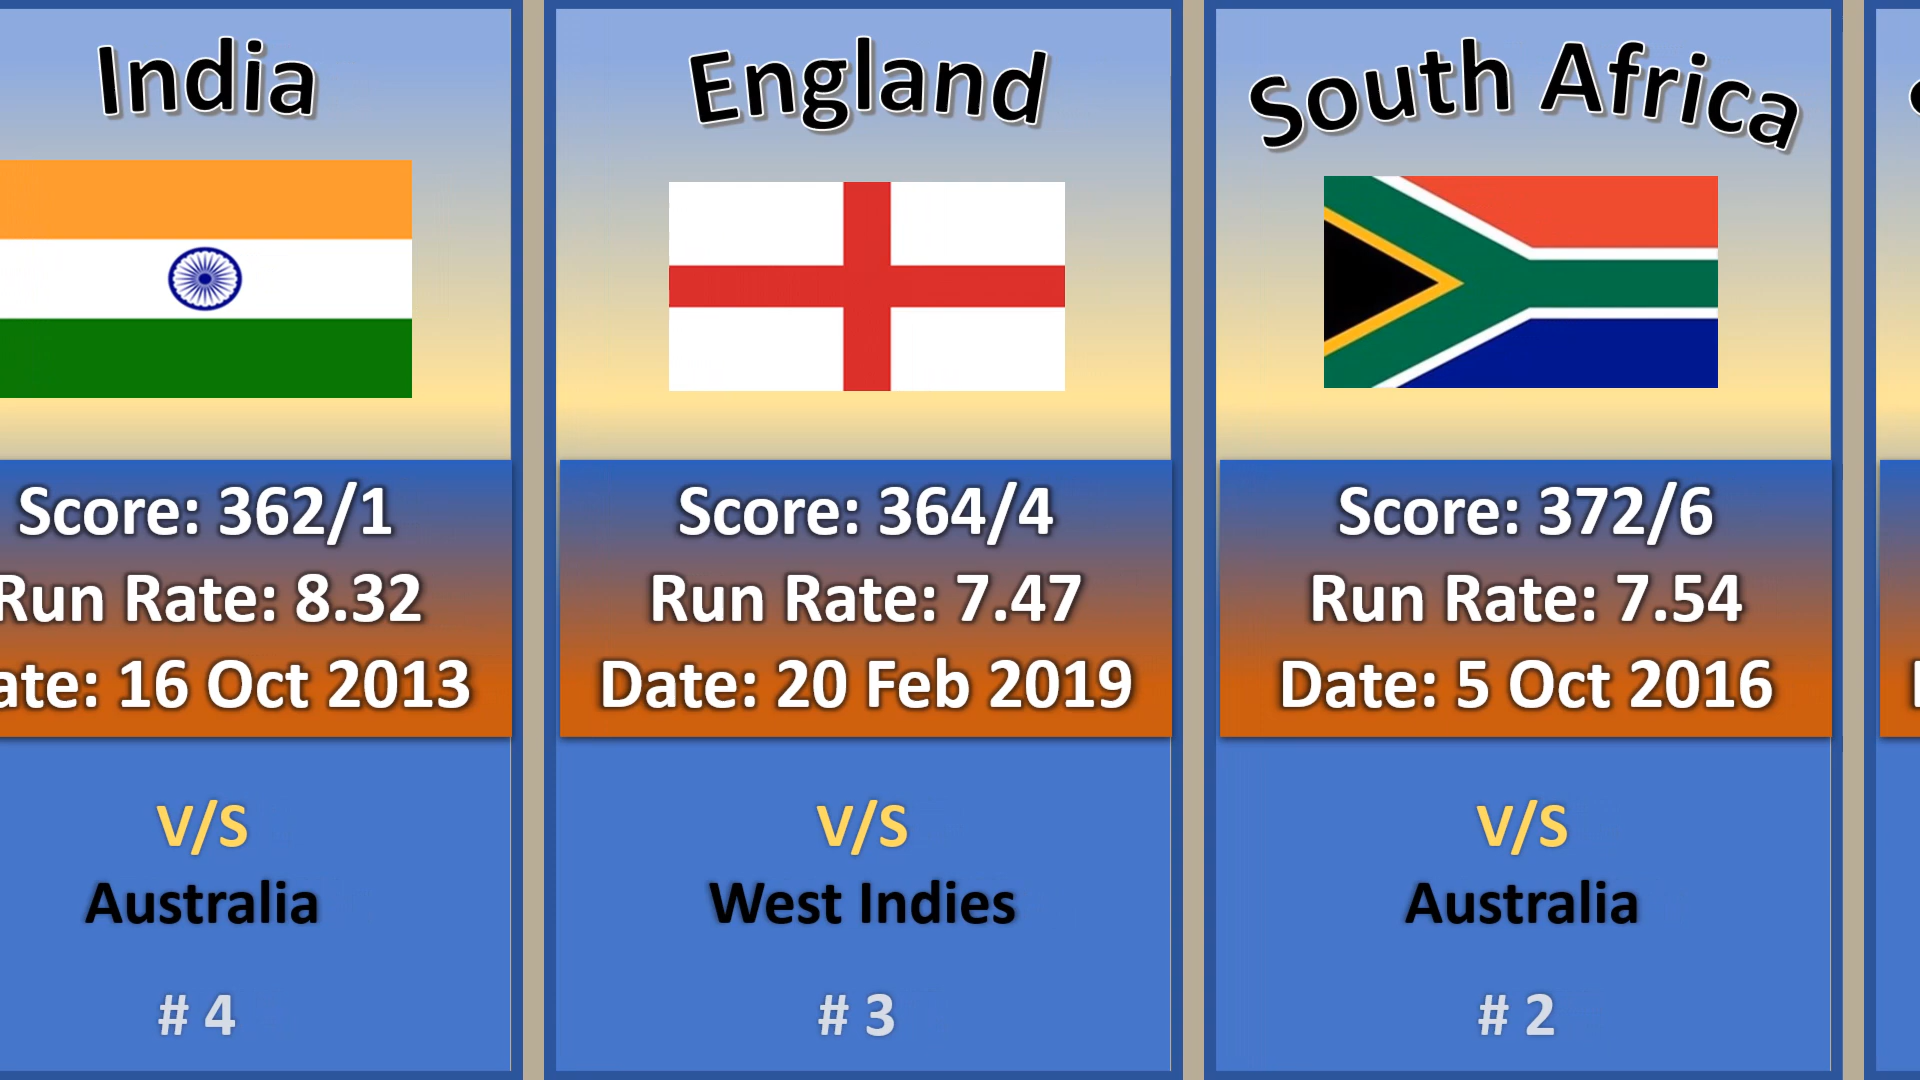 India
Score: 362/1
Run Rate: 8.32
ate: 16 Oct 2013
V/S
Australia
# 4
England
Score: 364/4
Run Rate: 7.47
Date: 20 Feb 2019
V/S
West Indies
# 3
South Africa
Score: 372/6
Run Rate: 7.54
Date: 5 Oct 2016
V/S
Australia
# 2